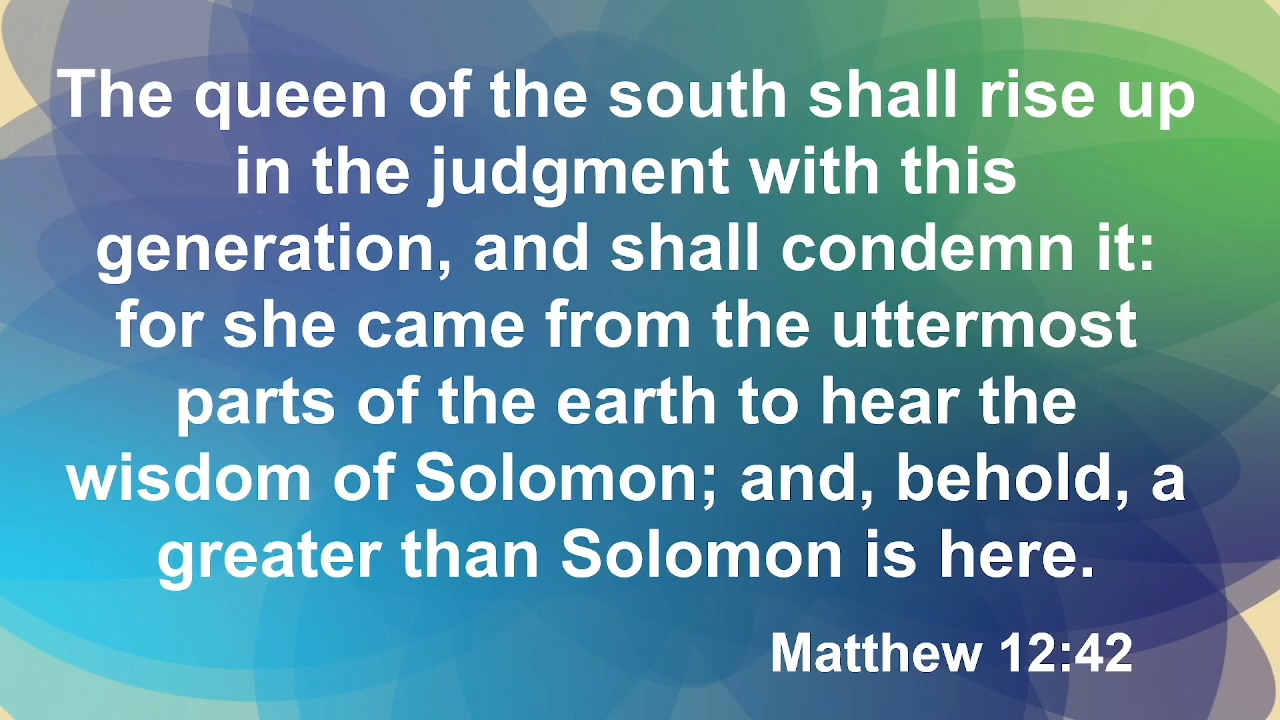 The queen of the south shall rise up
in the judgment with this
generation, and shall condemn it:
for she came from the uttermost
parts of the earth to hear the
wisdom of Solomon; and, behold, a
greater than Solomon is here.
Matthew 12:42